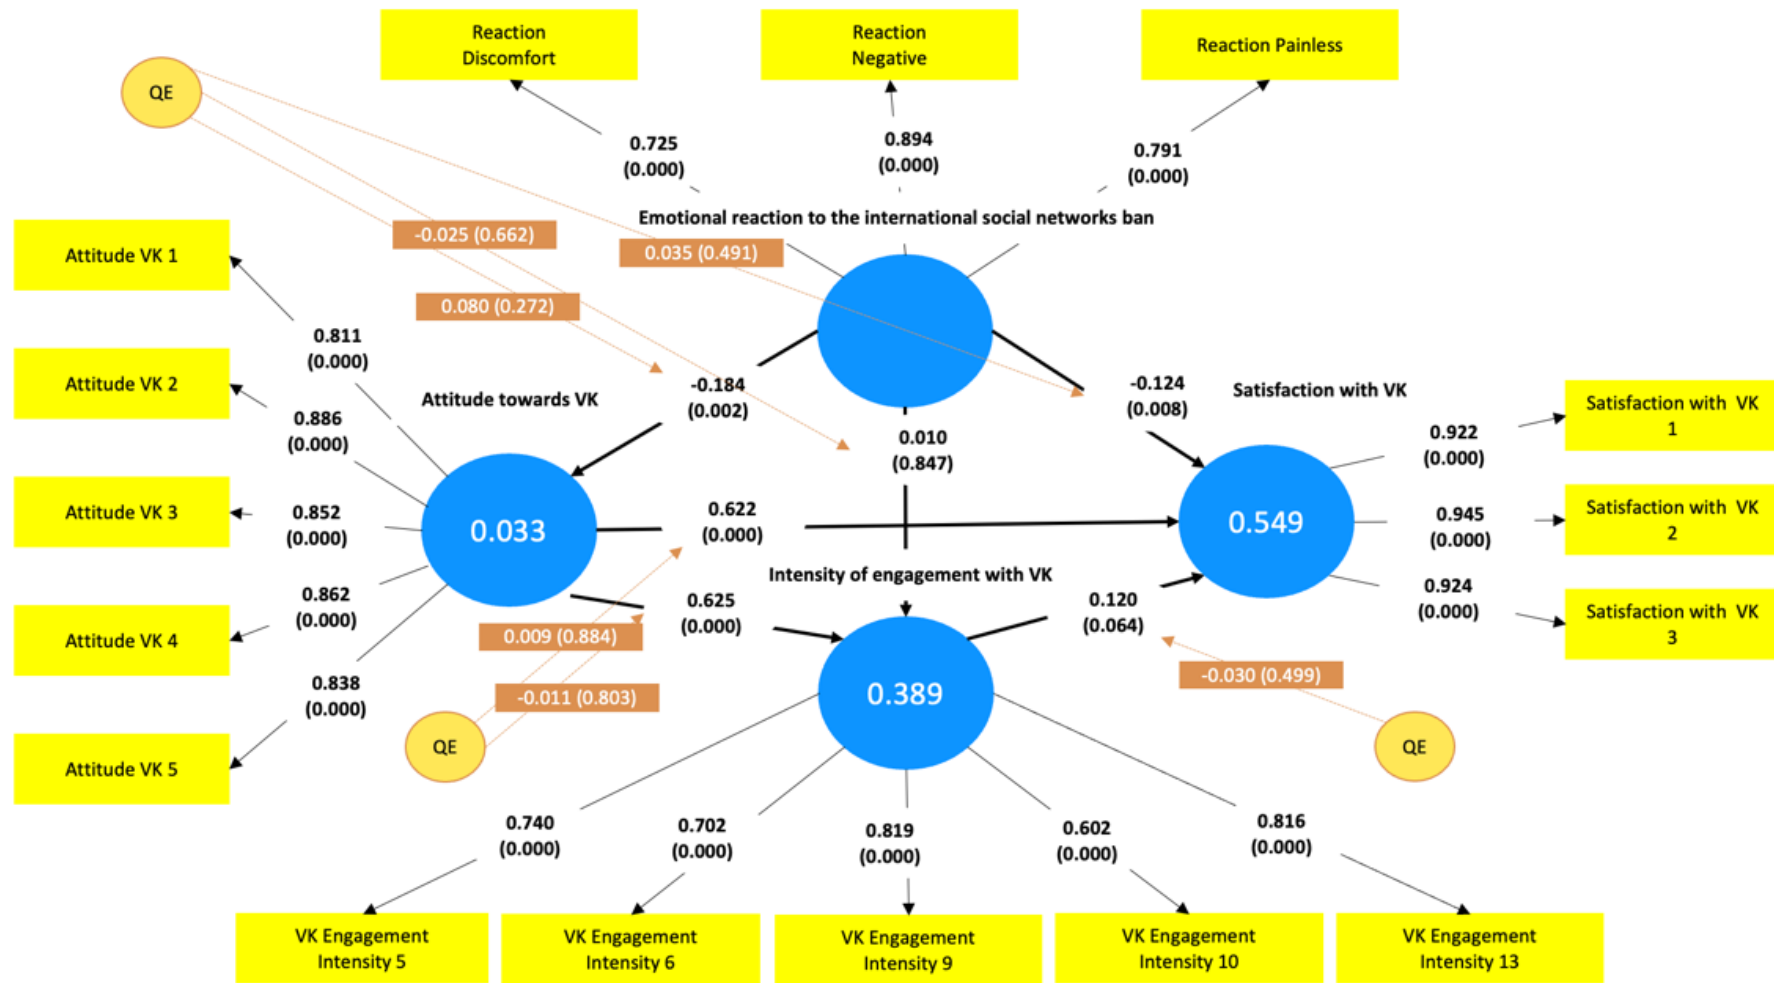 Reaction
Discomfort
Reaction
Negative
Reaction Painless
QE
0.725
(0.000)
0.894
(0.000)
0.791
(0.000)
Emotional reaction to the international social networks ban
-0.025 (0.662)
0.035 (0.491)
0.080 (0.272)
Attitude VK 1
Attitude VK 2
Attitude VK 3
Attitude VK 4
Attitude VK 5
0.811
(0.000)
0.886
(0.000)
0.852
(0.000)
0.862
(0.000)
0.838
(0.000)
Attitude towards VK
0.033
-0.184
(0.002)
0.010
(0.847)
-0.124
(0.008)
Satisfaction with VK
0.549
0.922
(0.000)
0.945
(0.000)
0.924
(0.000)
Satisfaction with VK
1
Satisfaction with VK
2
Satisfaction with VK
3
0.622
(0.000)
Intensity of engagement with VK
0.625
(0.000)
0.120
(0.064)
0.009 (0.884)
-0.011 (0.803)
-0.030 (0.499)
0.389
QE
QE
0.740
(0.000)
0.702
(0.000)
0.819
(0.000)
0.602
(0.000)
0.816
(0.000)
VK Engagement
Intensity 5
VK Engagement
Intensity 6
VK Engagement
Intensity 9
VK Engagement
Intensity 10
VK Engagement
Intensity 13